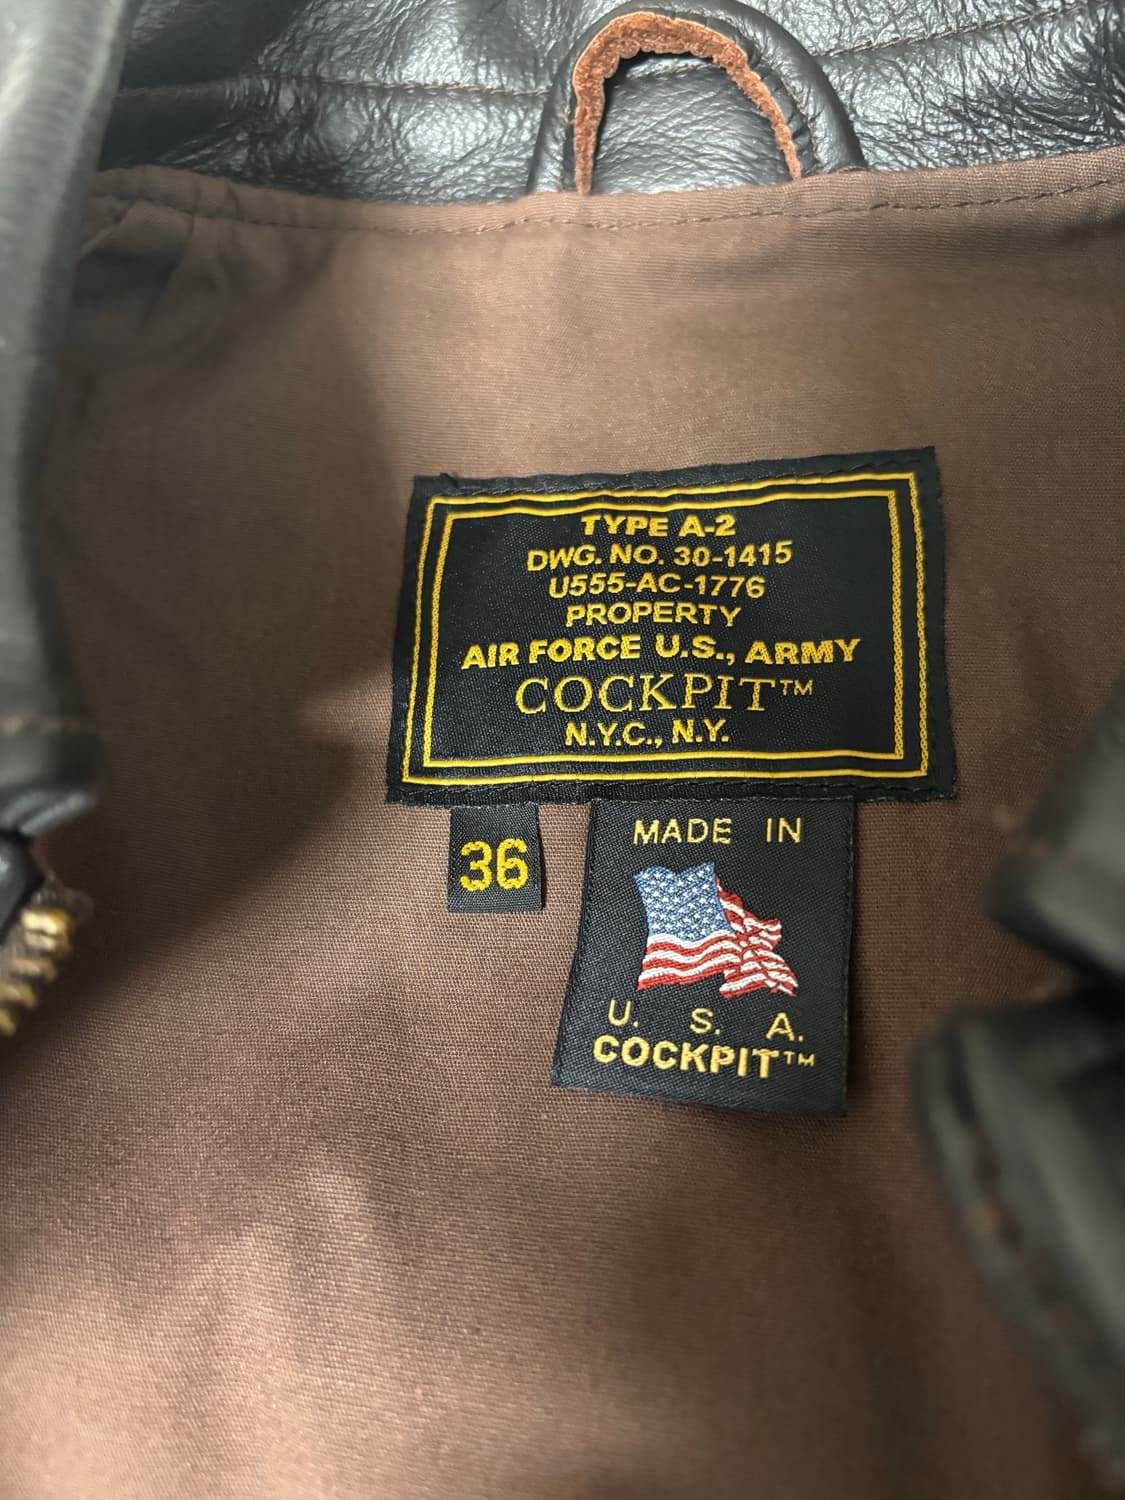 TYPE A-2
DWG. NO. 30-1415
U555-AC-1776
PROPERTY
AIR FORCE U.S., ARMY
COCKPIT™
N.Y.C., N.Y.
36
MADE IN
U. S. A.
COCKPIT™